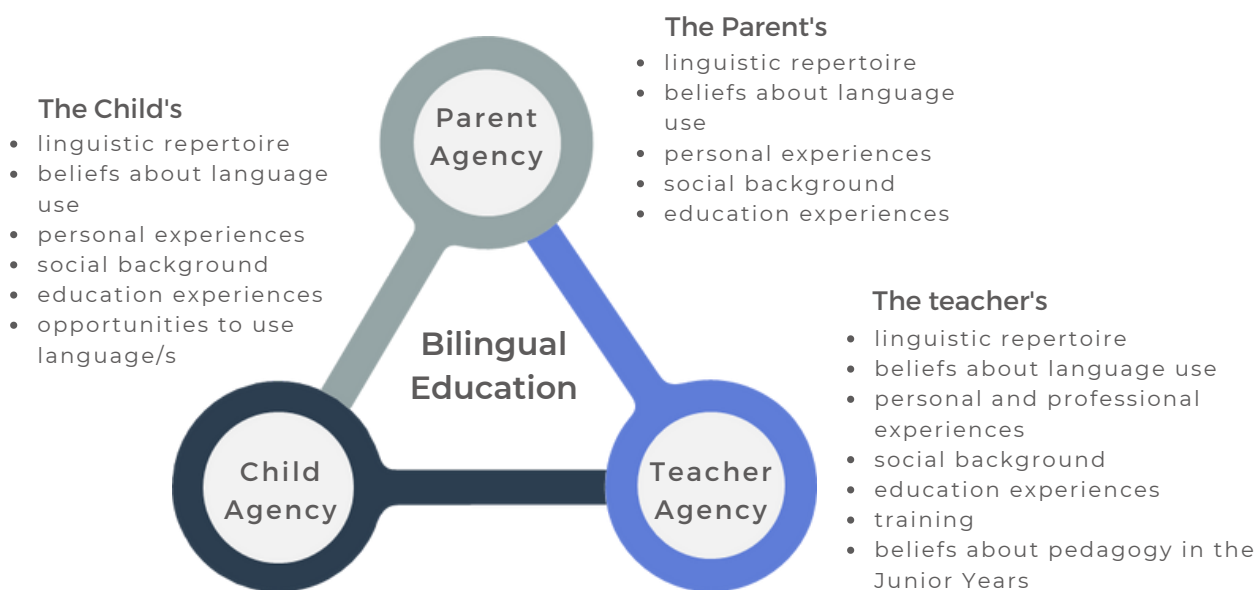 The Parent's
• linguistic repertoire
• beliefs about language
use
• personal experiences
• social background
• education experiences
The Child's
• linguistic repertoire
• beliefs about language
use
• personal experiences
• social background
• education experiences
• opportunities to use
language/s
Parent
Agency
Bilingual
Education
Child
Agency
Teacher
Agency
The teacher's
• linguistic repertoire
• beliefs about language use
• personal and professional
experiences
• social background
• education experiences
• training
• beliefs about pedagogy in the
Junior Years